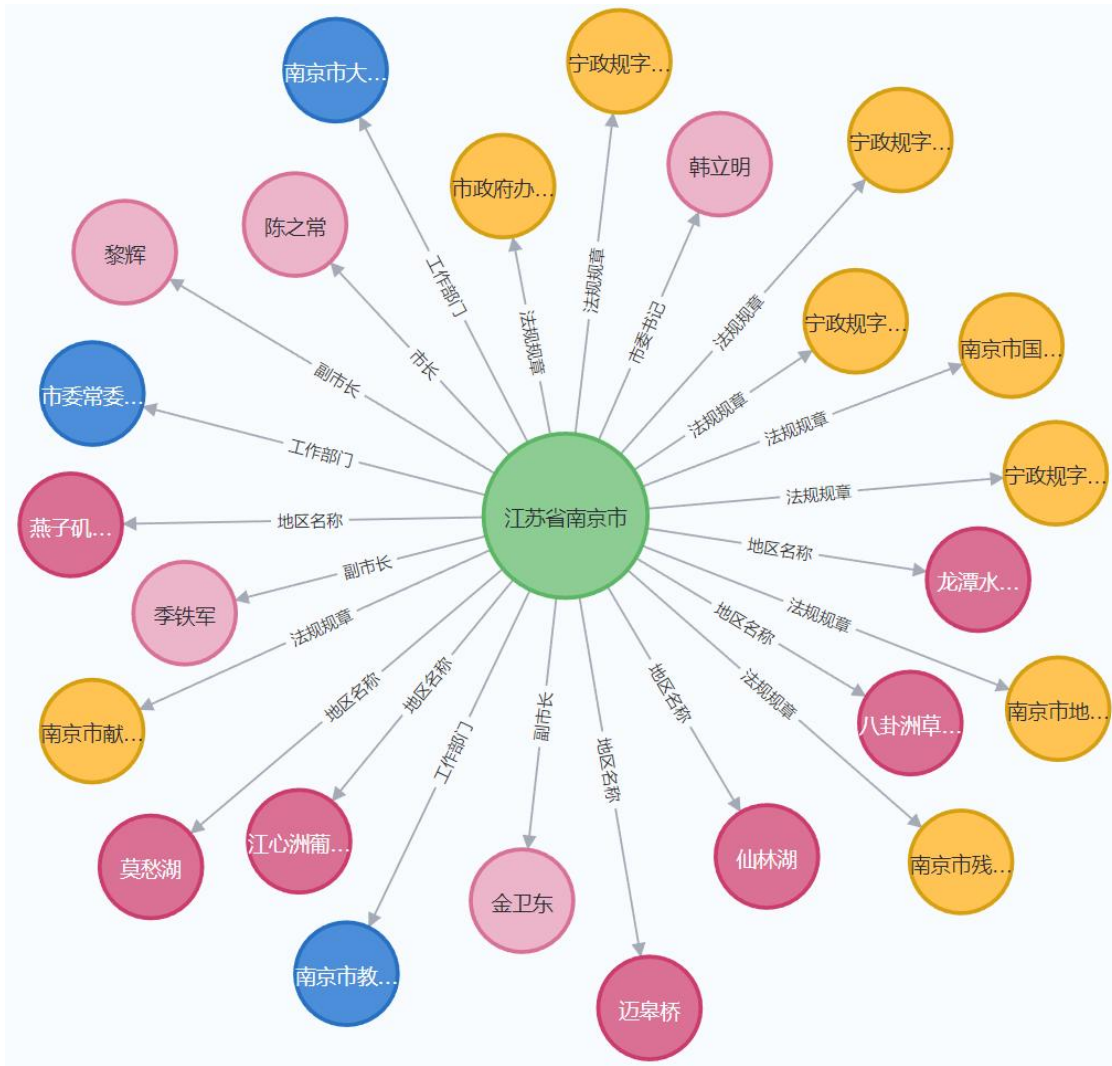 宁政规字...
南京市大...
宁政规字...
韩立明
市政府办...
陈之常
黎辉
工作部门
法规规章
市委书记
法规规章
宁政规字...
法规规章
南京市国...
市长
副市长
市委常委...
法规规章
法规规章
工作部门
宁政规字...
法规规章
江苏省南京市
燕子矶...
地区名称
地区名称
龙潭水...
副市长
季铁军
法规规章
地区名称
法规规章
地区名称
地区名称
地区名称
法规规章
南京市献...
工作部门
副市长
地区名称
八卦洲草...
南京市地...
地区名称
莫愁湖
江心洲葡...
仙林湖
南京市残...
金卫东
南京市教...
迈皋桥